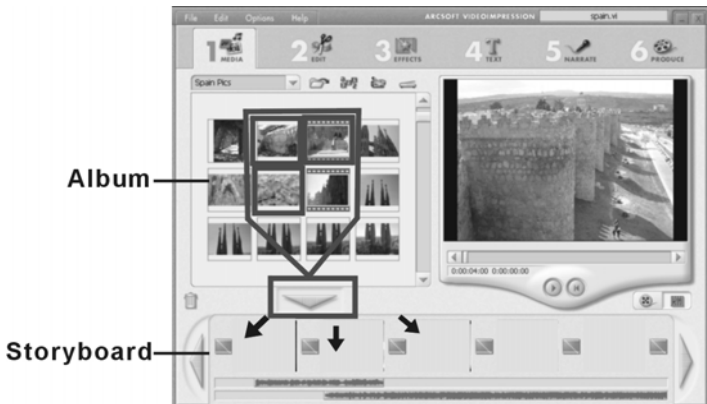 File Edit Options Help ARCSOFT VIDEOIMPRESSION spain.vi
1 MEDIA 2 EDIT 3 EFFECTS 4 TEXT 5 NARRATE 6 PRODUCE
Spain Pics
Album
0:00:04:00 0:00:00:00
Storyboard